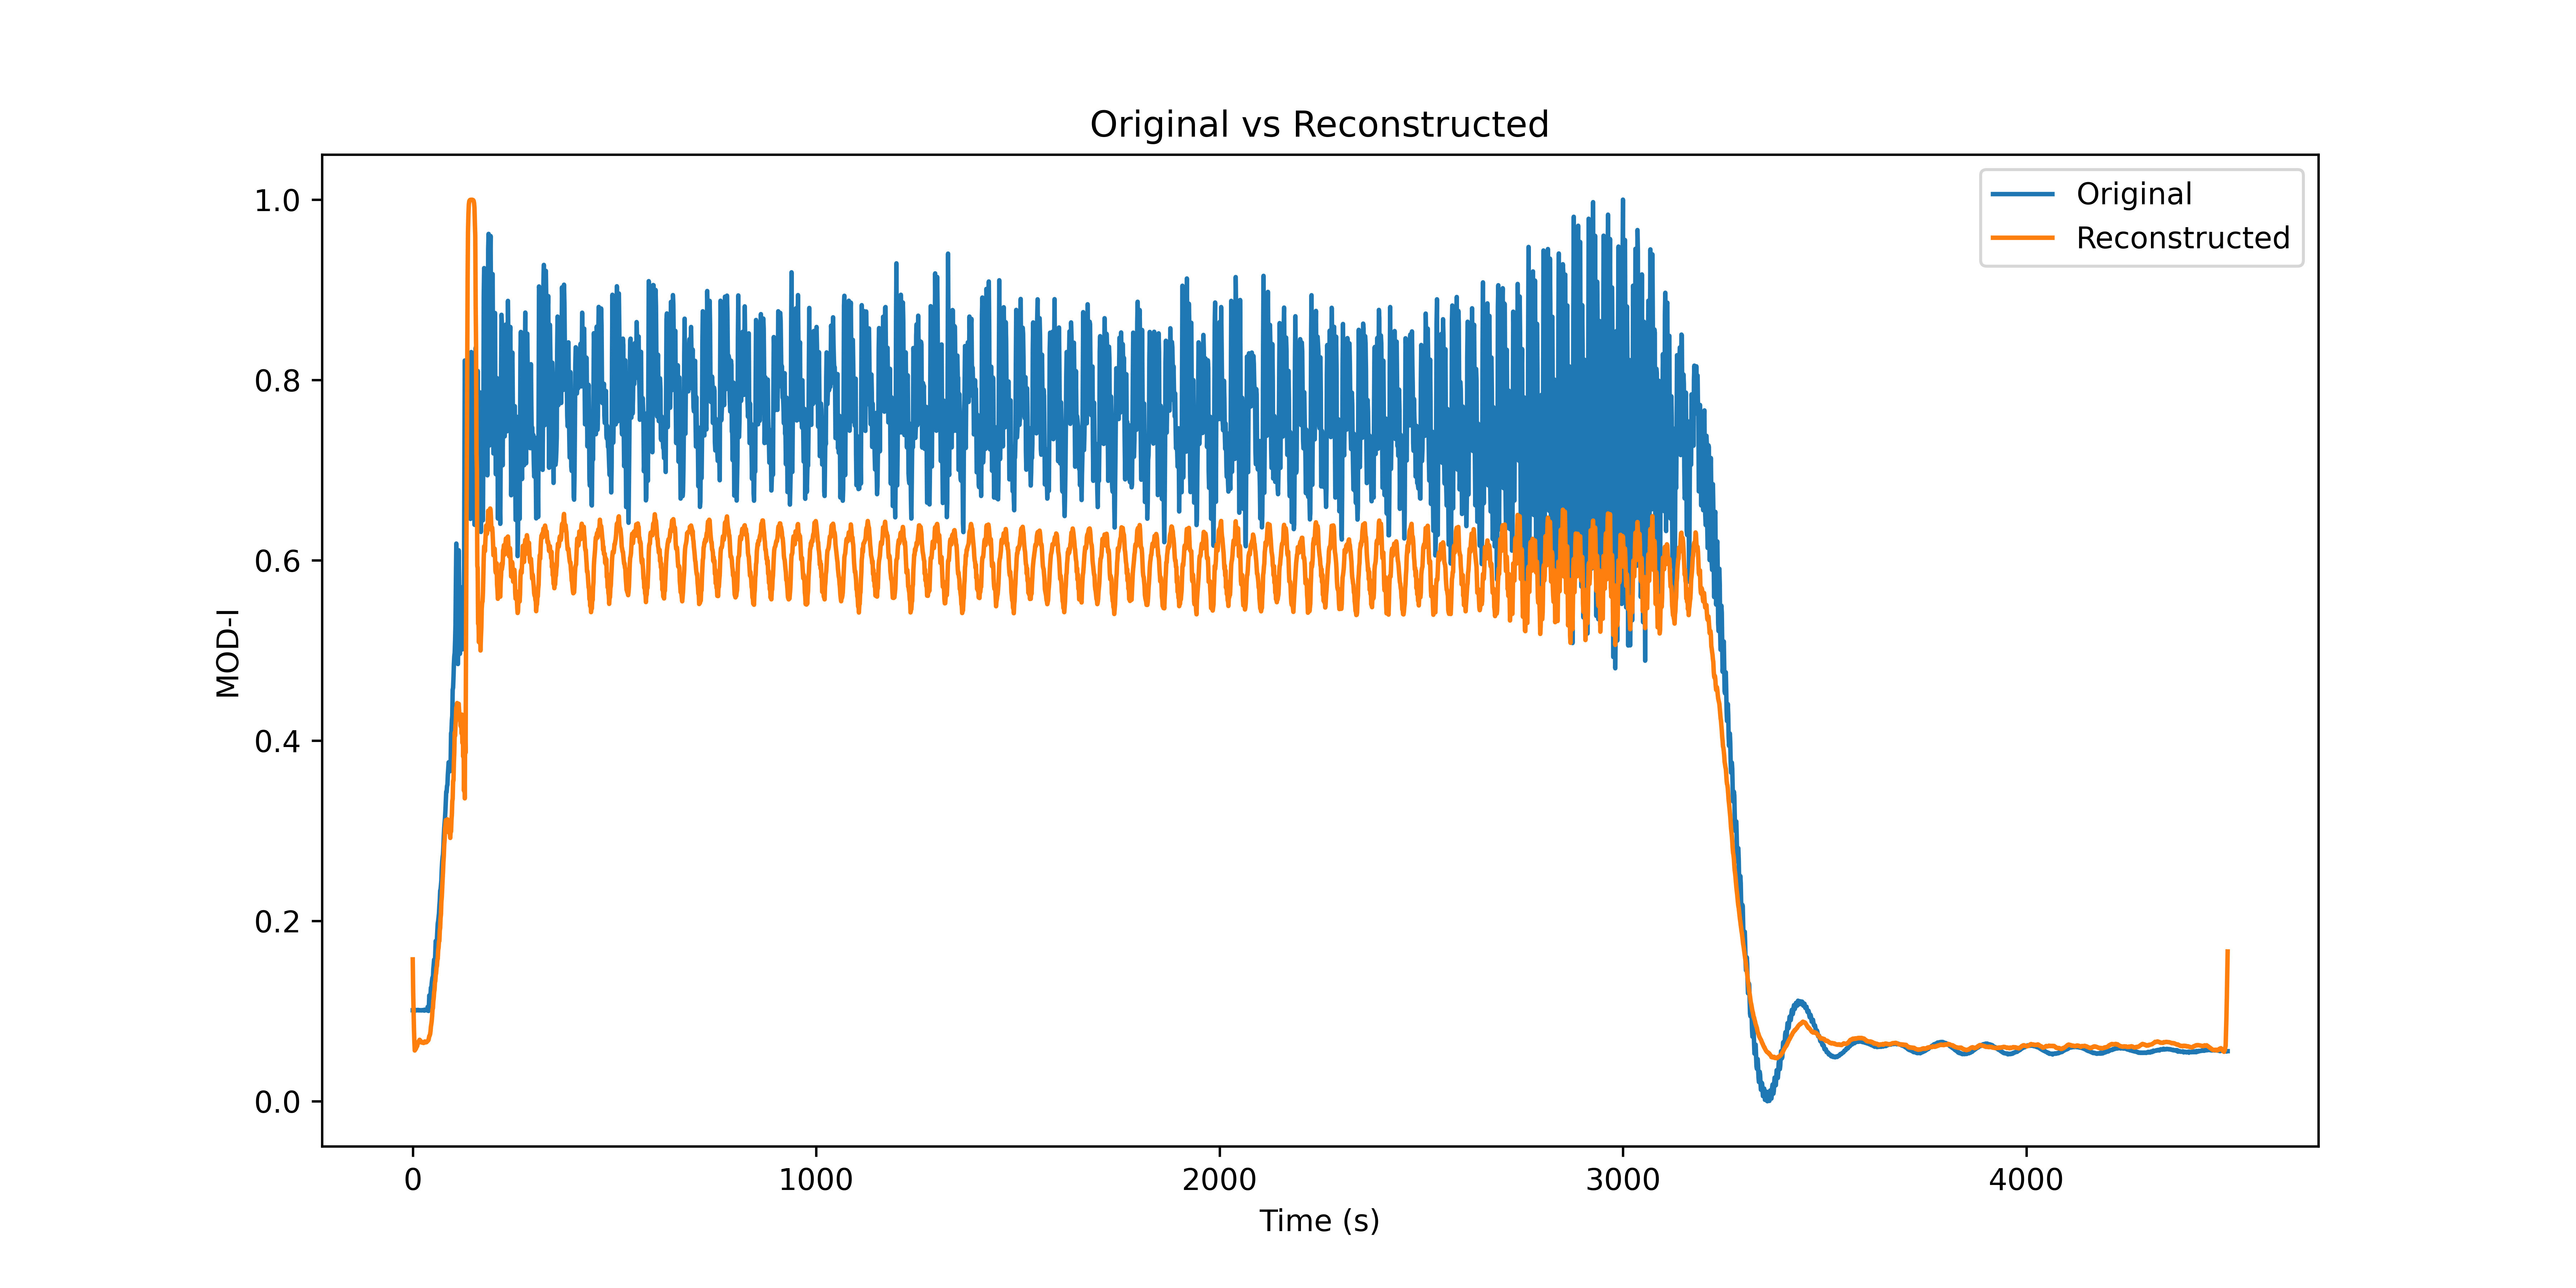 Original vs Reconstructed
Original
Reconstructed
1.0
0.8
0.6
0.4
0.2
0.0
MOD-I
0
1000
2000
3000
4000
Time (s)